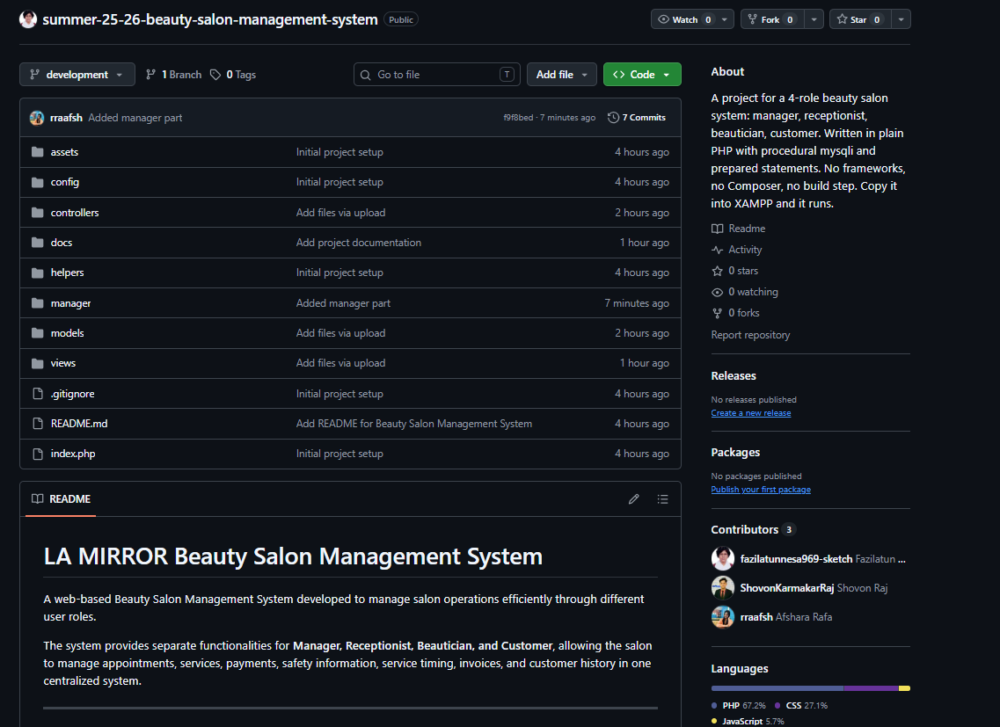 summer-25-26-beauty-salon-management-system Public
Watch 0 Fork 0 Star 0
development 1 Branch 0 Tags Go to file T Add file Code
rraafsh Added manager part f9f8bed · 7 minutes ago 7 Commits
assets Initial project setup 4 hours ago
config Initial project setup 4 hours ago
controllers Add files via upload 2 hours ago
docs Add project documentation 1 hour ago
helpers Initial project setup 4 hours ago
manager Added manager part 7 minutes ago
models Add files via upload 2 hours ago
views Add files via upload 1 hour ago
.gitignore Initial project setup 4 hours ago
README.md Add README for Beauty Salon Management System 4 hours ago
index.php Initial project setup 4 hours ago
README
LA MIRROR Beauty Salon Management System
A web-based Beauty Salon Management System developed to manage salon operations efficiently through different
user roles.
The system provides separate functionalities for Manager, Receptionist, Beautician, and Customer, allowing the salon
to manage appointments, services, payments, safety information, service timing, invoices, and customer history in one
centralized system.
About
A project for a 4-role beauty salon
system: manager, receptionist,
beautician, customer. Written in plain
PHP with procedural mysqli and
prepared statements. No frameworks,
no Composer, no build step. Copy it
into XAMPP and it runs.
Readme
Activity
0 stars
0 watching
0 forks
Report repository
Releases
No releases published
Create a new release
Packages
No packages published
Publish your first package
Contributors 3
fazilatunnesa969-sketch Fazilatun ...
ShovonKarmakarRaj Shovon Raj
rraafsh Afshara Rafa
Languages
PHP 67.2% CSS 27.1%
JavaScript 5.7%